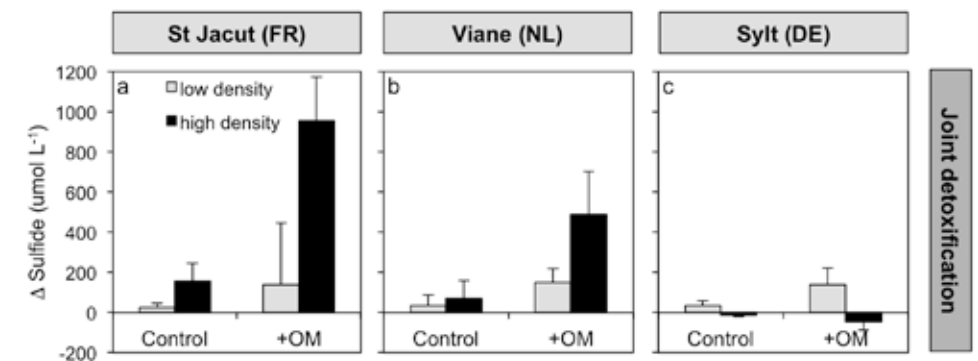 St Jacut (FR)
Viane (NL)
Sylt (DE)
Δ Sulfide (umol L⁻¹)
1200
1000
800
600
400
200
0
-200
a
low density
high density
Control
+OM
b
Control
+OM
c
Control
+OM
Joint detoxification